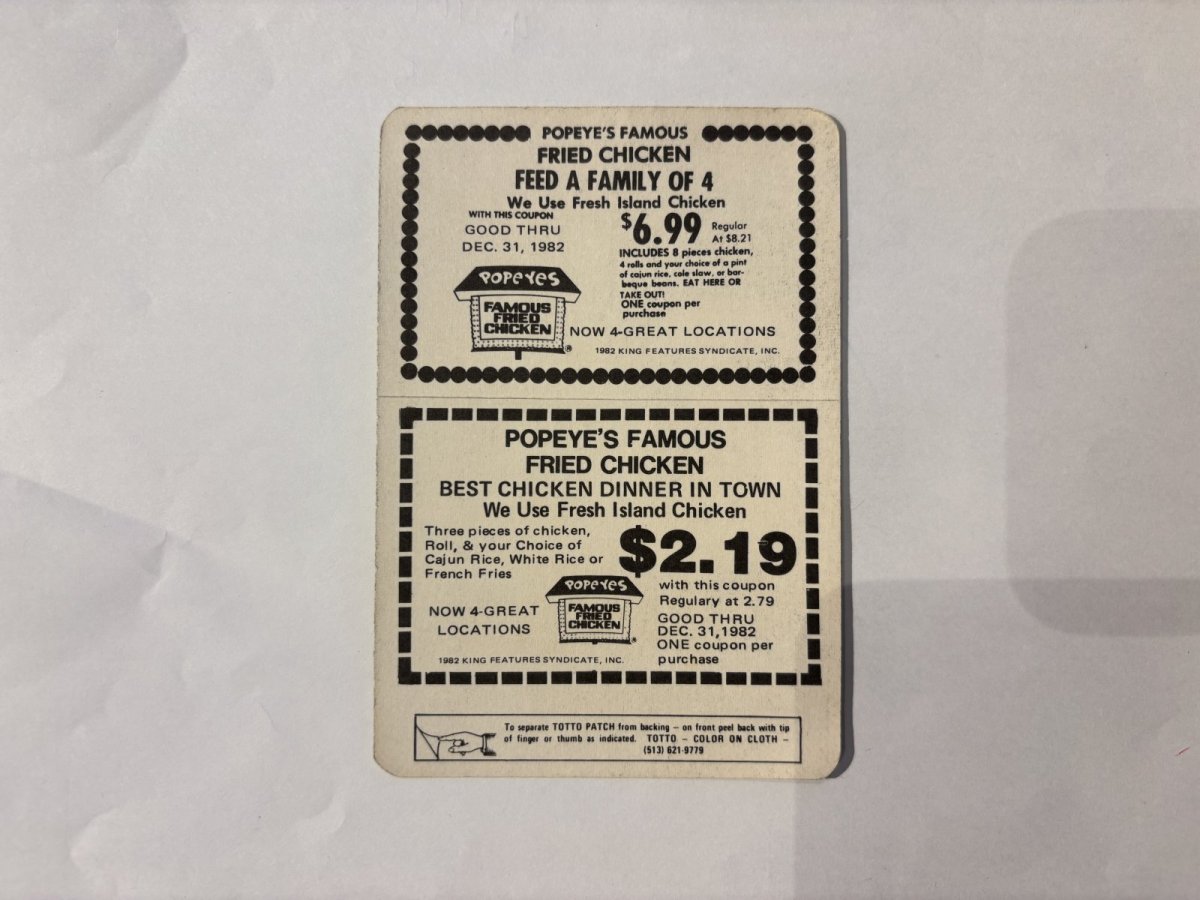 POPEYE'S FAMOUS
FRIED CHICKEN
FEED A FAMILY OF 4
We Use Fresh Island Chicken
WITH THIS COUPON
GOOD THRU
DEC. 31, 1982
$6.99 Regular
At $8.21
INCLUDES 8 pieces chicken,
4 rolls and your choice of a pint
of cajun rice, cole slaw, or bar-
beque beans. EAT HERE OR
TAKE OUT!
ONE coupon per
purchase
POPEYES
FAMOUS
FRIED
CHICKEN
®
NOW 4-GREAT LOCATIONS
1982 KING FEATURES SYNDICATE, INC.
POPEYE'S FAMOUS
FRIED CHICKEN
BEST CHICKEN DINNER IN TOWN
We Use Fresh Island Chicken
Three pieces of chicken,
Roll, & your Choice of
Cajun Rice, White Rice or
French Fries
$2.19
with this coupon
Regulary at 2.79
GOOD THRU
DEC. 31,1982
ONE coupon per
purchase
POPEYES
FAMOUS
FRIED
CHICKEN
®
NOW 4-GREAT
LOCATIONS
1982 KING FEATURES SYNDICATE, INC.
To separate TOTTO PATCH from backing – on front peel back with tip
of finger or thumb as indicated. TOTTO – COLOR ON CLOTH –
(513) 621-9779